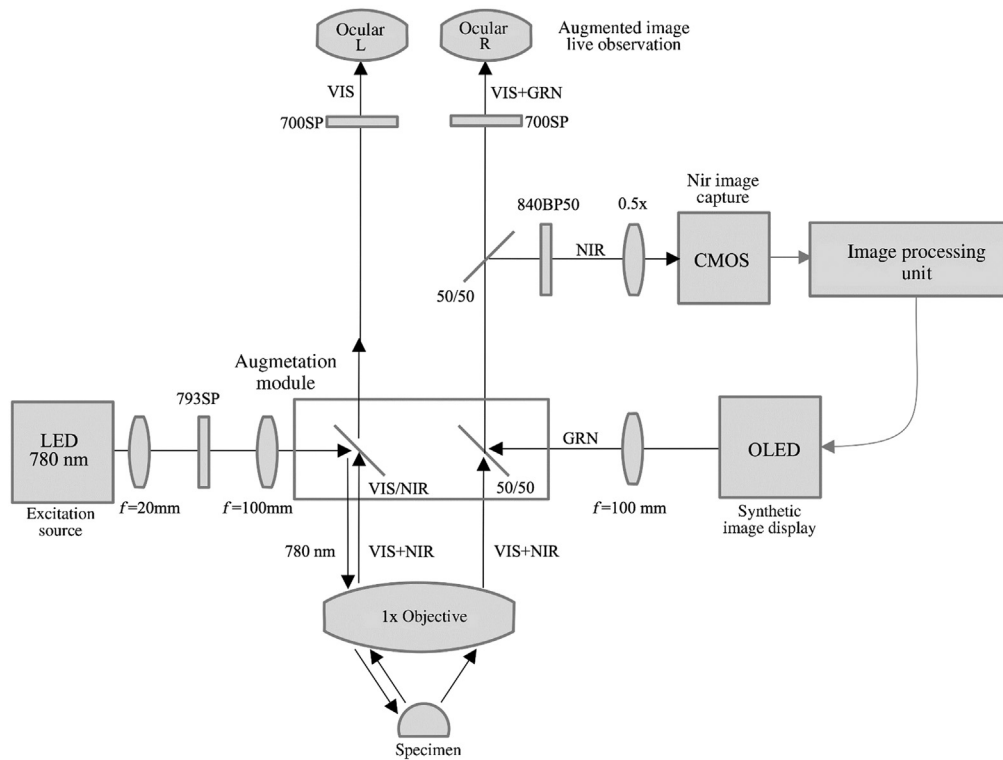 Ocular
L
Ocular
R
Augmented image
live observation
VIS
VIS+GRN
700SP
700SP
840BP50
0.5x
Nir image
capture
NIR
CMOS
Image processing
unit
50/50
Augmetation
module
793SP
LED
780 nm
GRN
OLED
VIS/NIR
50/50
f=20mm
f=100mm
f=100 mm
Excitation
source
Synthetic
image display
780 nm
VIS+NIR
VIS+NIR
1x Objective
Specimen